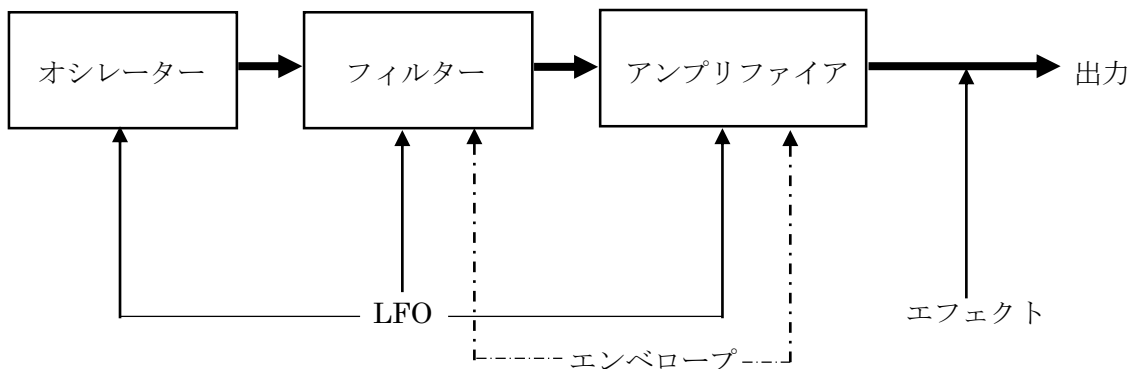 オシレーター
フィルター
アンプリファイア
出力
LFO
エフェクト
エンベロープ